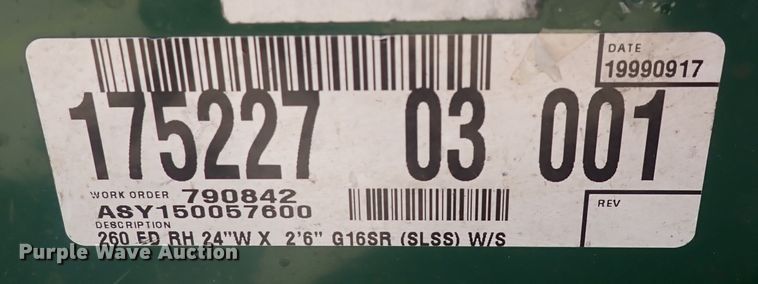 DATE
19990917
175227 03 001
WORK ORDER 790842
ASY150057600
DESCRIPTION
REV
260 ED RH 24"W X 2'6" G16SR (SLSS) W/S
Purple Wave Auction